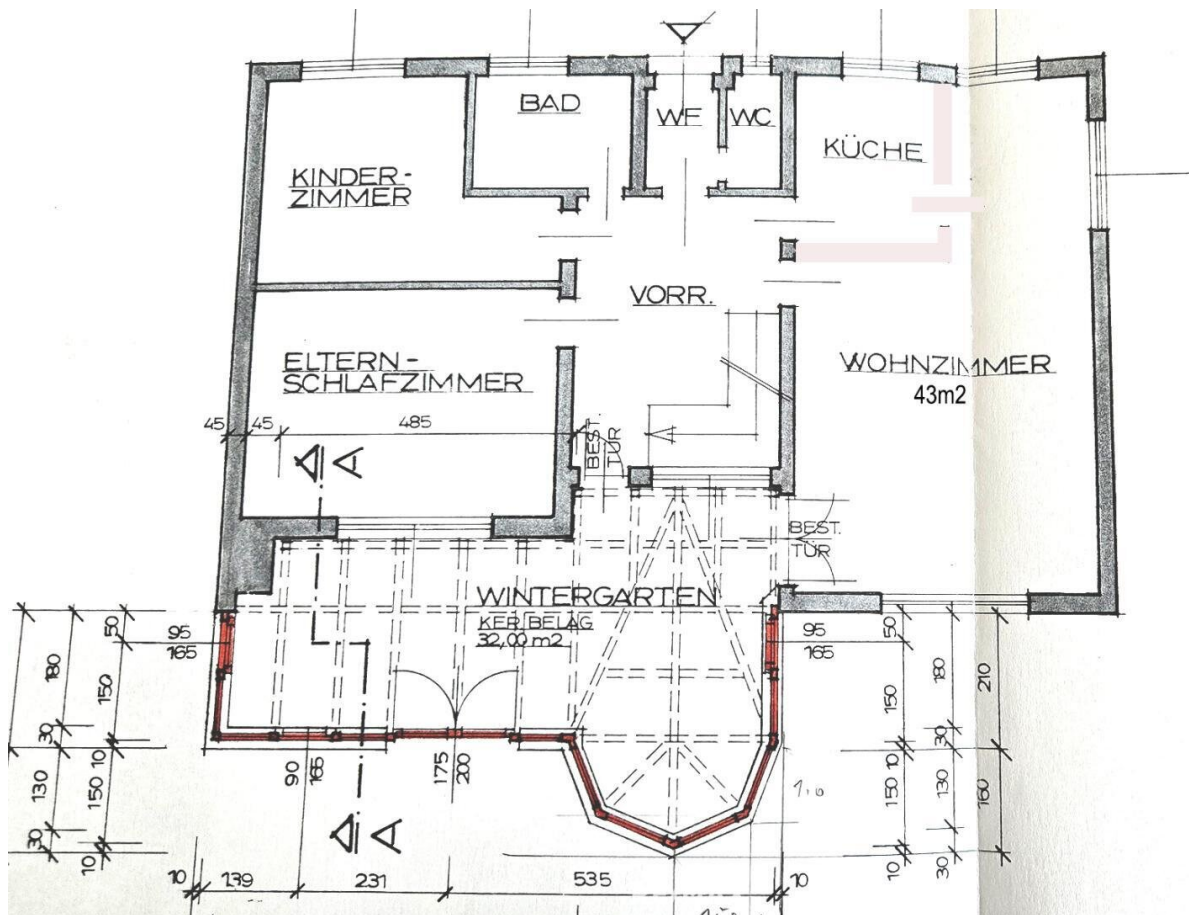 BAD
WF
WC
KÜCHE
KINDER-
ZIMMER
VORR.
ELTERN-
SCHLAFZIMMER
WOHNZIMMER
43m2
45
45
485
A
BEST.
TÜR
A
BEST.
TÜR
WINTERGARTEN
KER. BELAG
32,00 m2
95
165
50
180
150
30
10
130
150
30
10
95
165
50
180
150
210
30
10
130
150
160
10
30
90
165
175
200
A
10
139
231
535
10